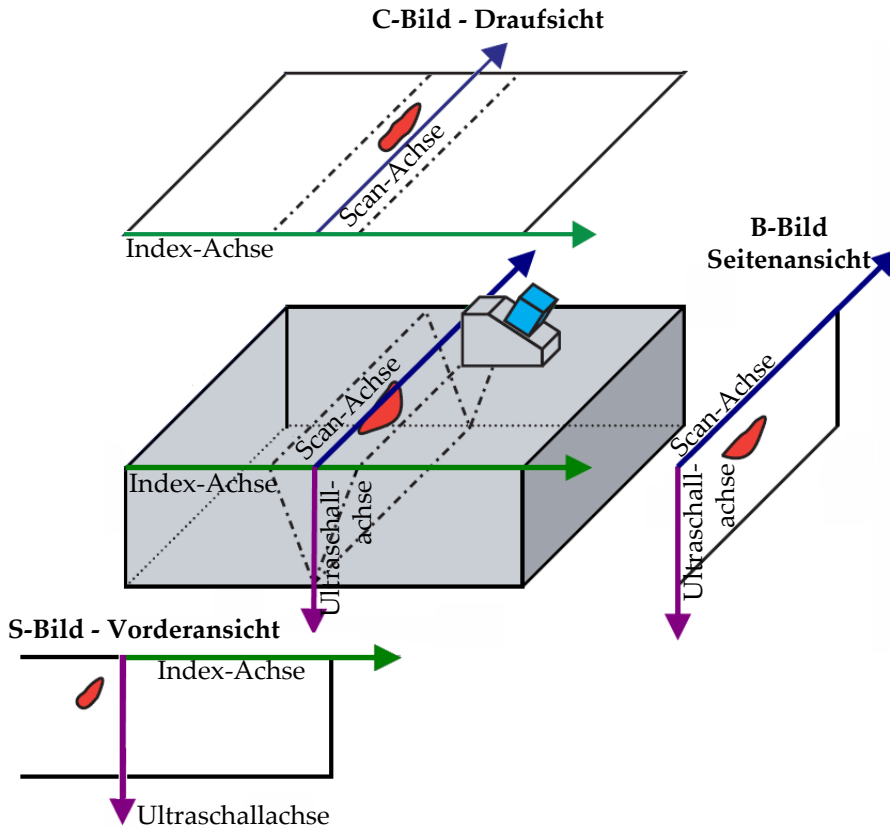 C-Bild - Draufsicht
Scan-Achse
Index-Achse
B-Bild
Seitenansicht
Scan-Achse
Index-Achse
Ultraschall-
achse
Scan-Achse
Ultraschall-
achse
S-Bild - Vorderansicht
Index-Achse
Ultraschallachse